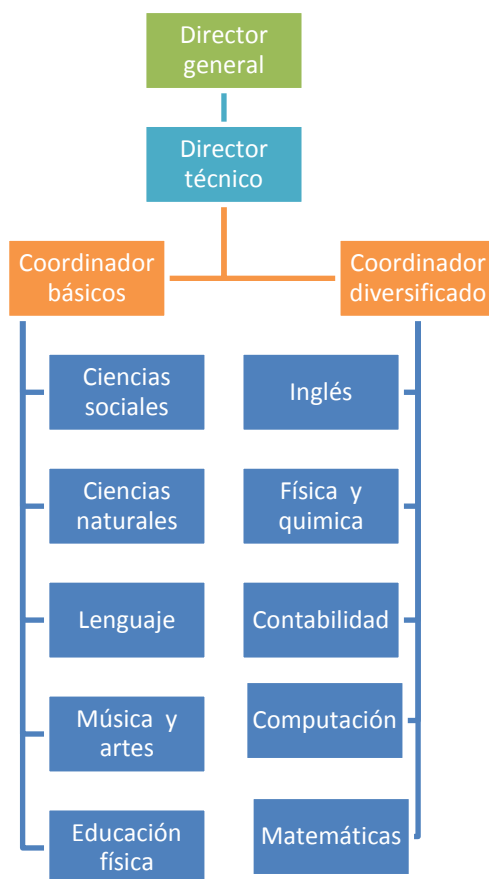 Director
general
Director
técnico
Coordinador
básicos
Coordinador
diversificado
Ciencias
sociales
Inglés
Ciencias
naturales
Física y
quimica
Lenguaje
Contabilidad
Música y
artes
Computación
Educación
física
Matemáticas